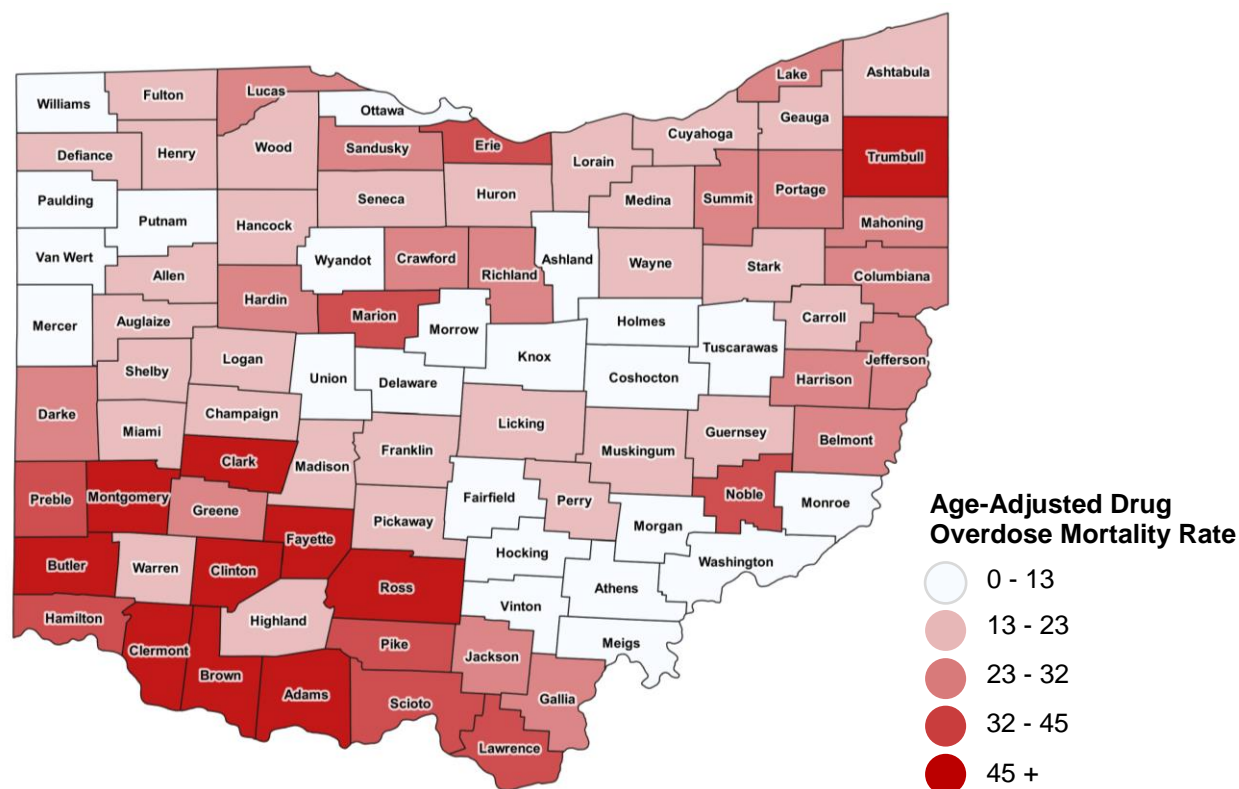 Ashtabula
Lake
Geauga
Williams
Fulton
Lucas
Ottawa
Cuyahoga
Defiance
Henry
Wood
Sandusky
Erie
Lorain
Trumbull
Paulding
Putnam
Hancock
Seneca
Huron
Medina
Summit
Portage
Mahoning
Van Wert
Allen
Wyandot
Crawford
Richland
Ashland
Wayne
Stark
Columbiana
Mercer
Auglaize
Hardin
Marion
Morrow
Holmes
Tuscarawas
Carroll
Shelby
Logan
Union
Delaware
Knox
Coshocton
Harrison
Jefferson
Darke
Miami
Champaign
Licking
Muskingum
Guernsey
Belmont
Clark
Madison
Franklin
Preble
Montgomery
Greene
Pickaway
Fairfield
Perry
Morgan
Noble
Monroe
Butler
Warren
Clinton
Fayette
Ross
Hocking
Athens
Washington
Hamilton
Clermont
Brown
Highland
Adams
Pike
Vinton
Meigs
Jackson
Scioto
Gallia
Lawrence
Age-Adjusted Drug
Overdose Mortality Rate
0 - 13
13 - 23
23 - 32
32 - 45
45 +